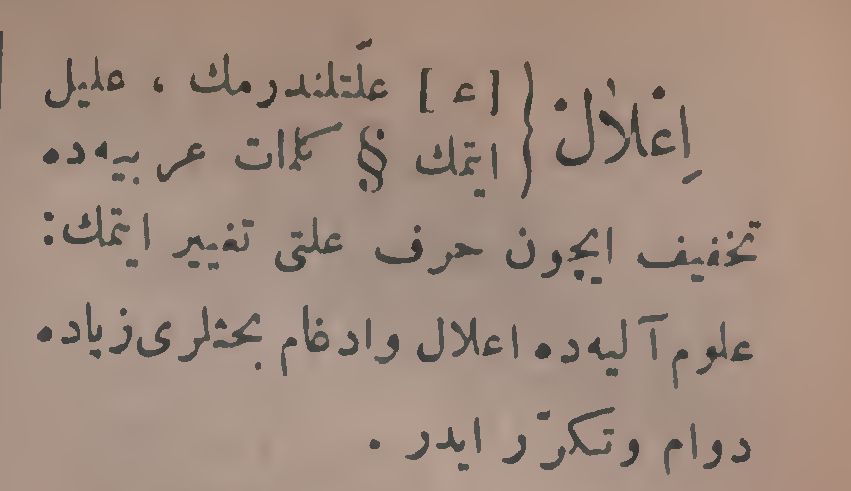 اِعْلَالْ { [ ع ] علّتلندرمك ، عليل
ايتمك § كلمات عربيه ده
تخفيف ايچون حرف علتى تغيير ايتمك:
علوم آليه ده اعلال وادغام بحثلرى زياده
دوام وتكرّر ايدر .